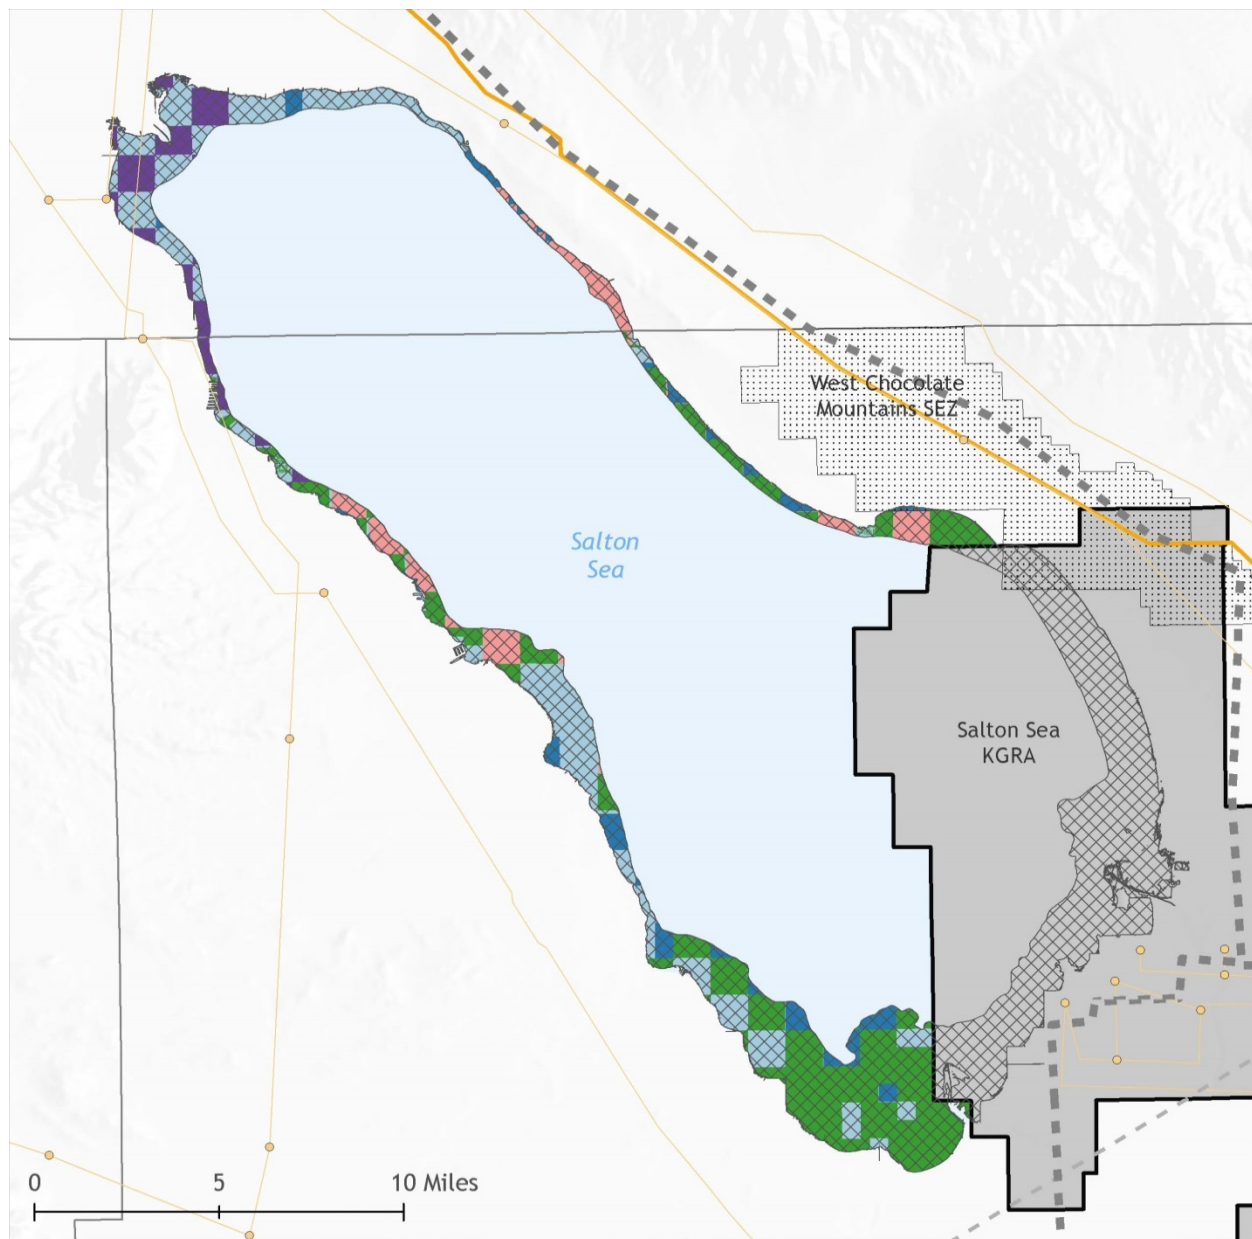 West Chocolate
Mountains SEZ
Salton
Sea
Salton Sea
KGRA
0 5 10 Miles